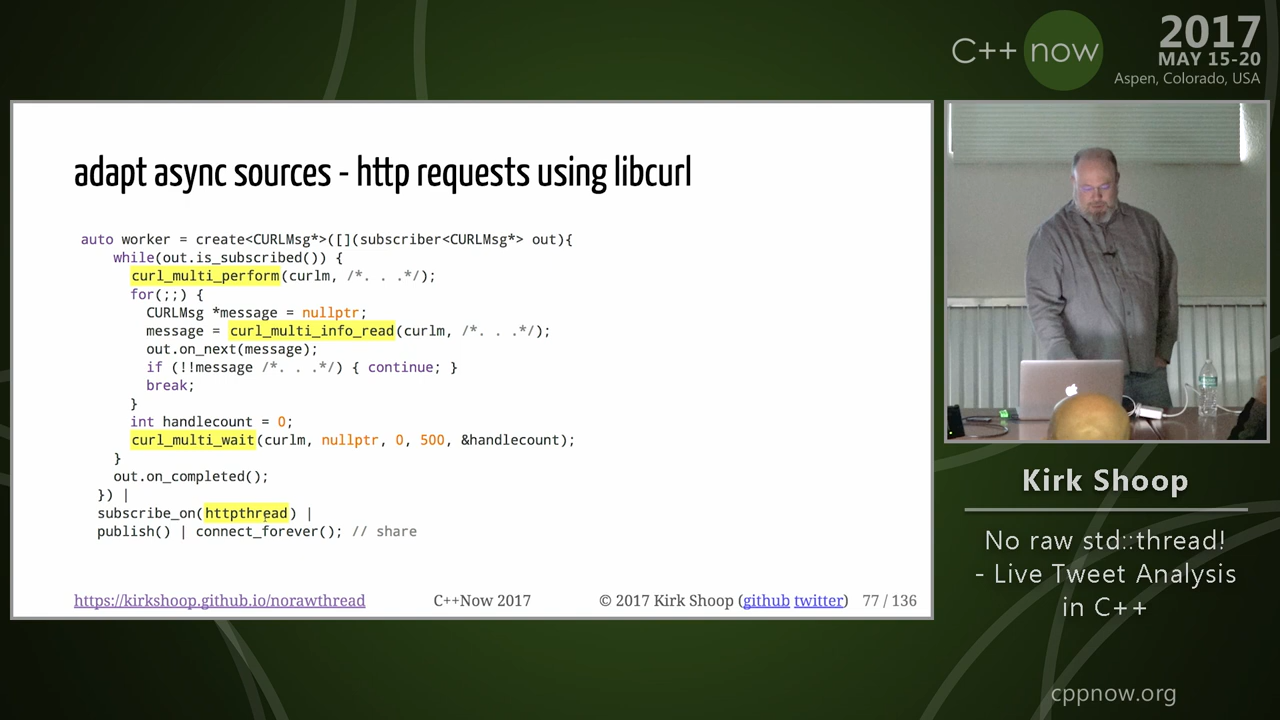 C++ now
2017
MAY 15-20
Aspen, Colorado, USA
adapt async sources - http requests using libcurl
auto worker = create<CURLMsg*>([](subscriber<CURLMsg*> out){
while(out.is_subscribed()) {
curl_multi_perform(curlm, /*. . .*/);
for(;;) {
CURLMsg *message = nullptr;
message = curl_multi_info_read(curlm, /*. . .*/);
out.on_next(message);
if (!!message /*. . .*/) { continue; }
break;
}
int handlecount = 0;
curl_multi_wait(curlm, nullptr, 0, 500, &handlecount);
}
out.on_completed();
}) |
subscribe_on(httpthread) |
publish() | connect_forever(); // share
https://kirkshoop.github.io/norawthread C++Now 2017 © 2017 Kirk Shoop (github twitter) 77 / 136
Kirk Shoop
No raw std::thread!
- Live Tweet Analysis
in C++
cppnow.org